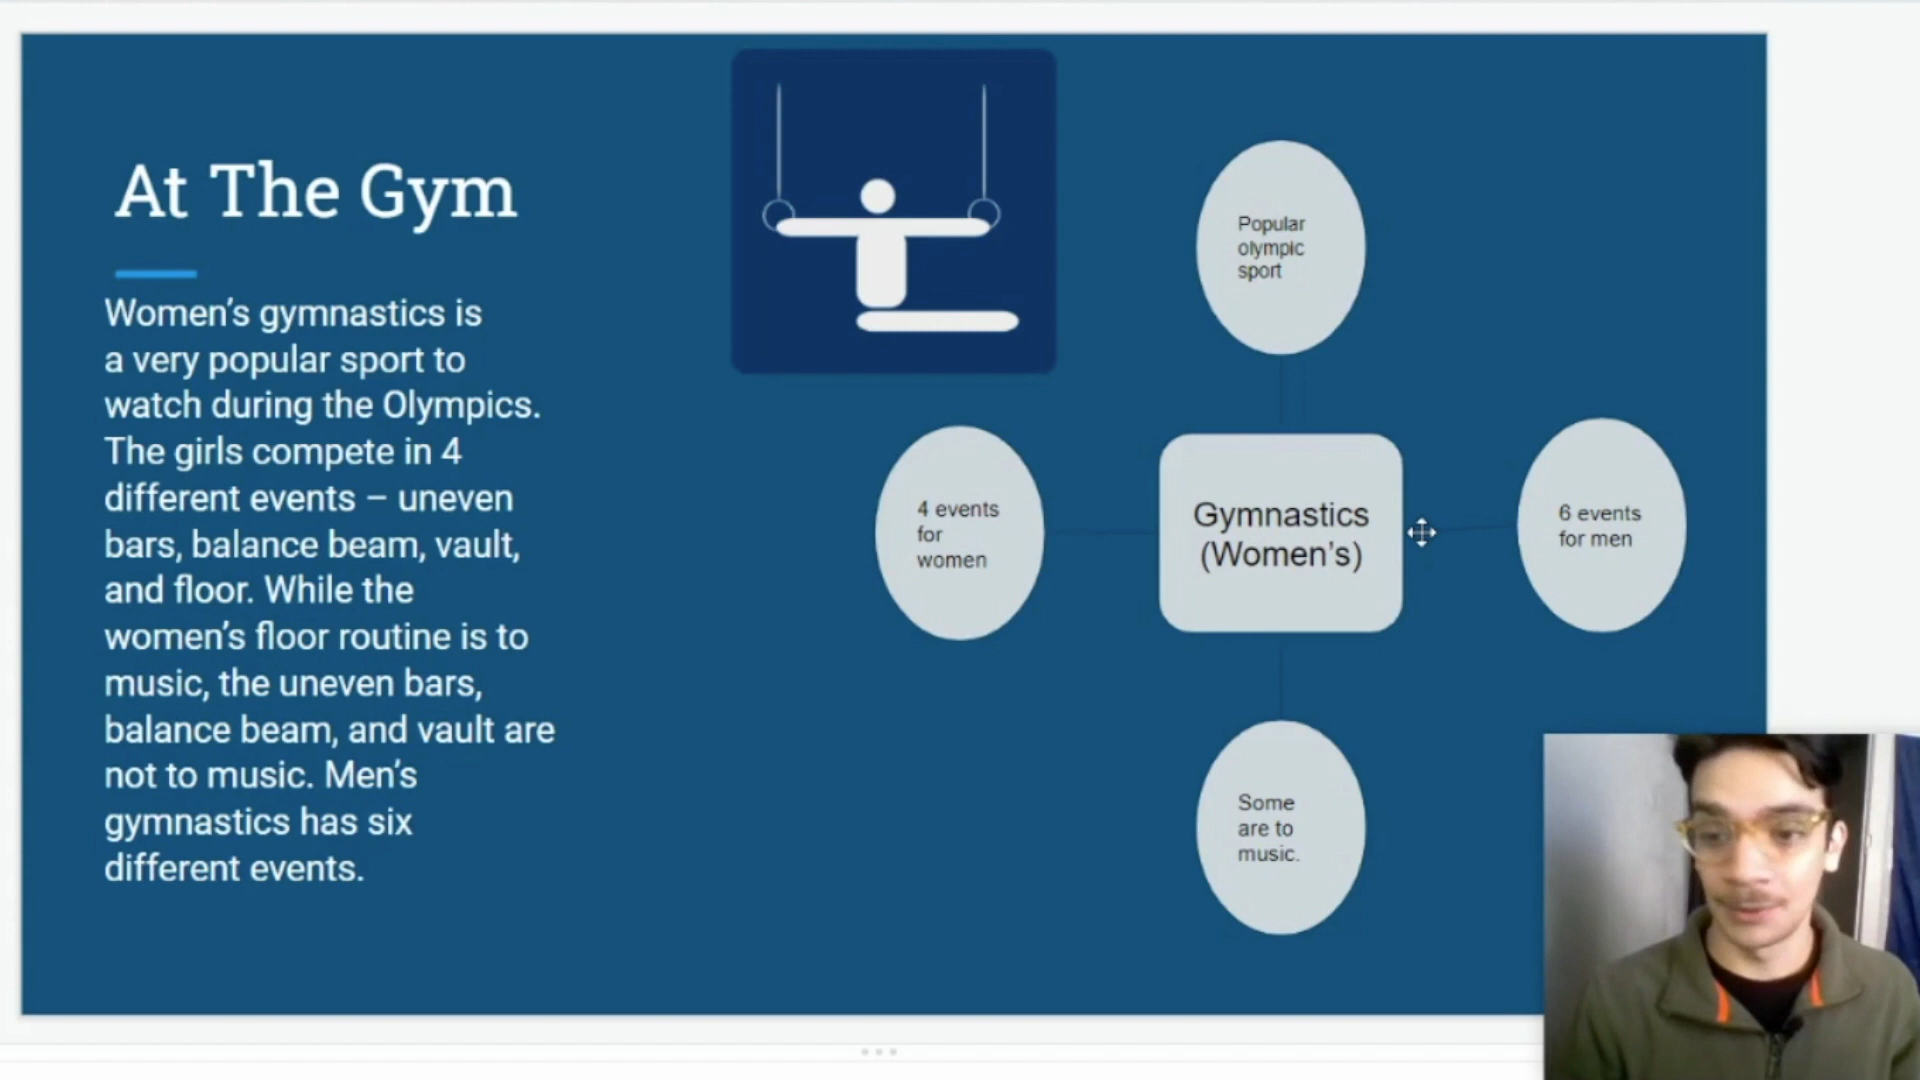 At The Gym
Women’s gymnastics is
a very popular sport to
watch during the Olympics.
The girls compete in 4
different events – uneven
bars, balance beam, vault,
and floor. While the
women’s floor routine is to
music, the uneven bars,
balance beam, and vault are
not to music. Men’s
gymnastics has six
different events.
Popular
olympic
sport
4 events
for
women
Gymnastics
(Women’s)
6 events
for men
Some
are to
music.